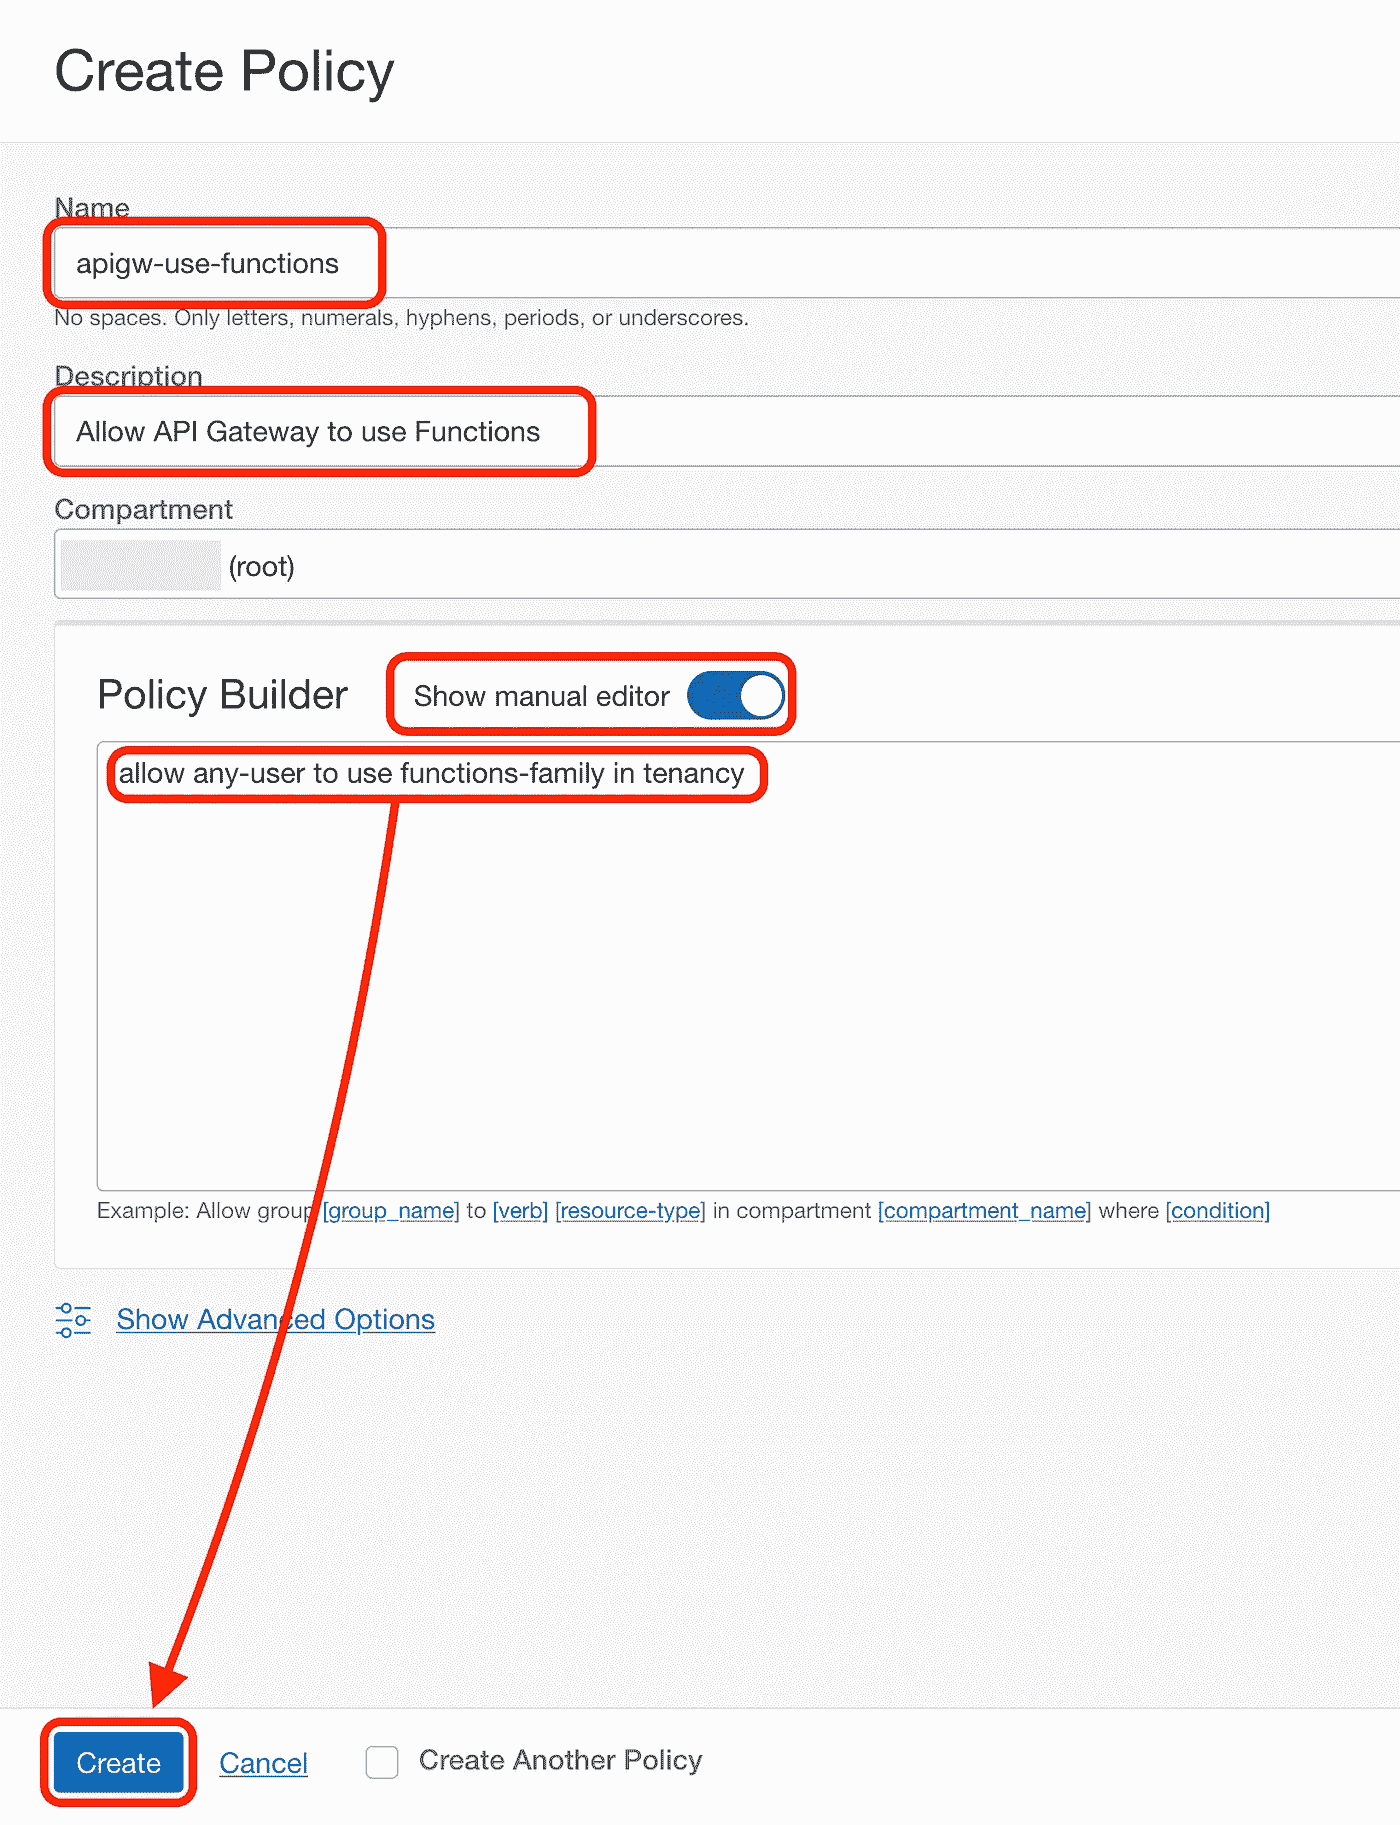 Create Policy
Name
apigw-use-functions
No spaces. Only letters, numerals, hyphens, periods, or underscores.
Description
Allow API Gateway to use Functions
Compartment
(root)
Policy Builder
Show manual editor
allow any-user to use functions-family in tenancy
Example: Allow group [group_name] to [verb] [resource-type] in compartment [compartment_name] where [condition]
Show Advanced Options
Create Cancel Create Another Policy